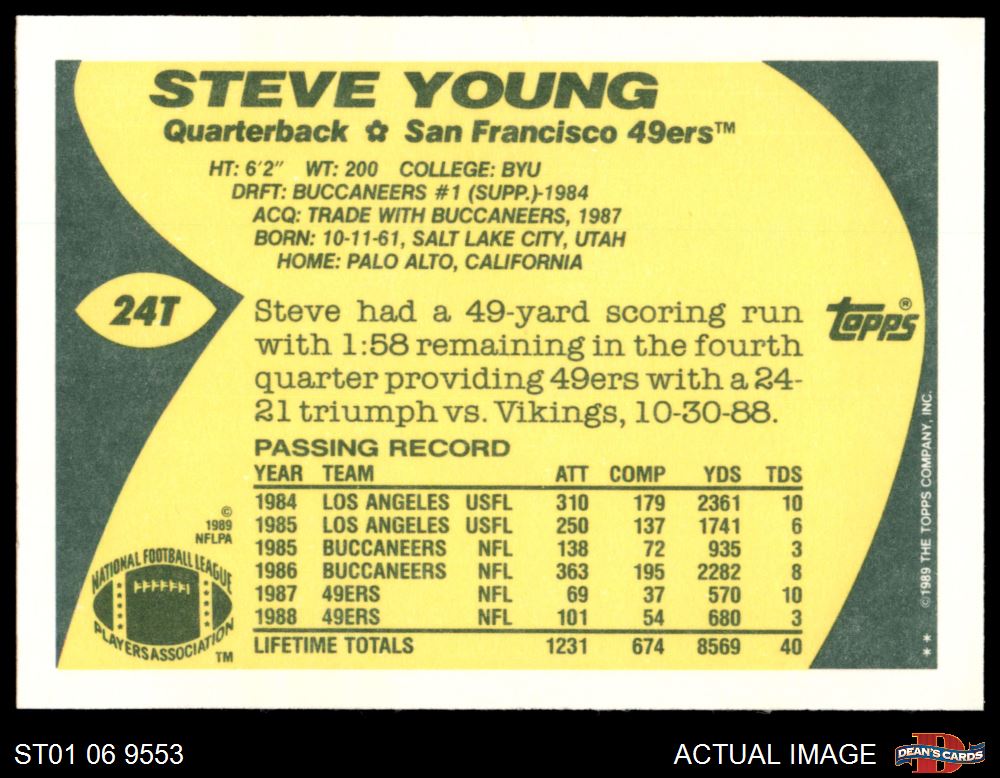 STEVE YOUNG
Quarterback ✿ San Francisco 49ers™
HT: 6'2" WT: 200 COLLEGE: BYU
DRFT: BUCCANEERS #1 (SUPP.)-1984
ACQ: TRADE WITH BUCCANEERS, 1987
BORN: 10-11-61, SALT LAKE CITY, UTAH
HOME: PALO ALTO, CALIFORNIA
24T
Steve had a 49-yard scoring run
with 1:58 remaining in the fourth
quarter providing 49ers with a 24-
21 triumph vs. Vikings, 10-30-88.
topps®
PASSING RECORD
YEAR TEAM ATT COMP YDS TDS
1984 LOS ANGELES USFL 310 179 2361 10
1985 LOS ANGELES USFL 250 137 1741 6
1985 BUCCANEERS NFL 138 72 935 3
1986 BUCCANEERS NFL 363 195 2282 8
1987 49ERS NFL 69 37 570 10
1988 49ERS NFL 101 54 680 3
LIFETIME TOTALS 1231 674 8569 40
©
1989
NFLPA
NATIONAL FOOTBALL LEAGUE
PLAYERS ASSOCIATION
TM
* * ©1989 THE TOPPS COMPANY, INC.
ST01 06 9553
ACTUAL IMAGE
D
DEAN'S CARDS